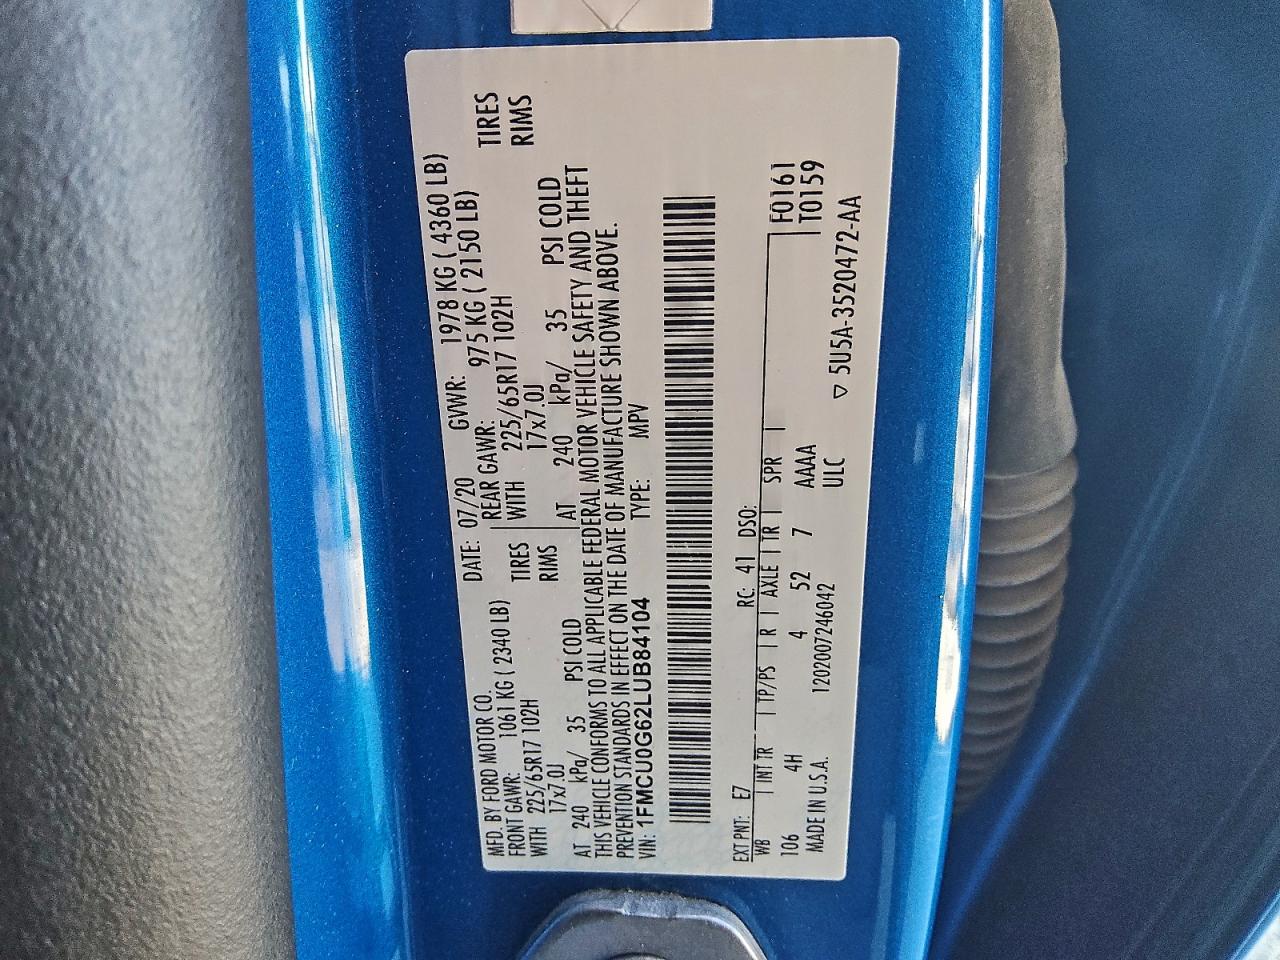 MFD. BY FORD MOTOR CO. DATE: 07/20 GVWR: 1978 KG ( 4360 LB)
FRONT GAWR: 1061 KG ( 2340 LB) REAR GAWR: 975 KG ( 2150 LB)
WITH 225/65R17 102H TIRES WITH 225/65R17 102H TIRES
17x7.0J RIMS 17x7.0J RIMS
AT 240 kPa/ 35 PSI COLD AT 240 kPa/ 35 PSI COLD
THIS VEHICLE CONFORMS TO ALL APPLICABLE FEDERAL MOTOR VEHICLE SAFETY AND THEFT
PREVENTION STANDARDS IN EFFECT ON THE DATE OF MANUFACTURE SHOWN ABOVE.
VIN: 1FMCU0G62LUB84104 TYPE: MPV
EXT PNT: E7 RC: 41 DSO:
WB | INT TR | TP/PS | R | AXLE | TR | SPR | F0161
106 4H 4 52 7 AAAA T0159
MADE IN U.S.A. 1202007246042 ULC
▽ 5U5A-3520472-AA